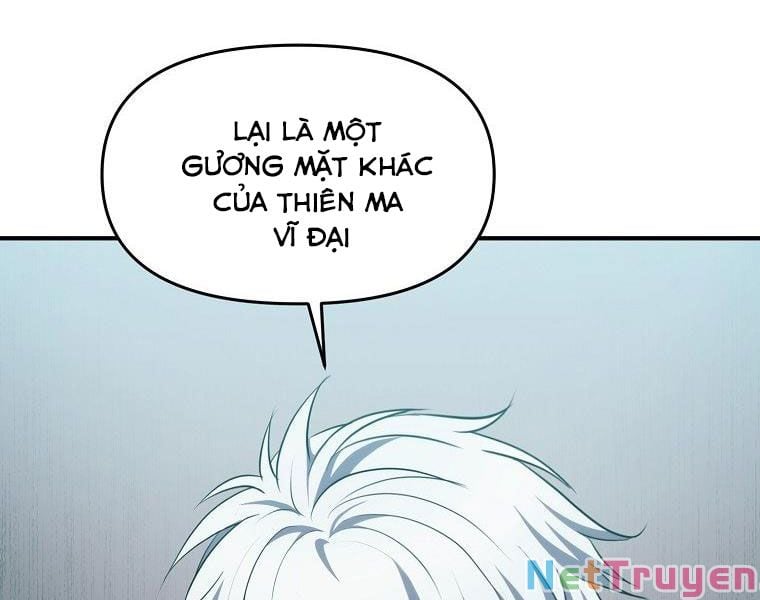 LẠI LÀ MỘT
GƯƠNG MẶT KHÁC
CỦA THIÊN MA
VĨ ĐẠI
NetTruyen